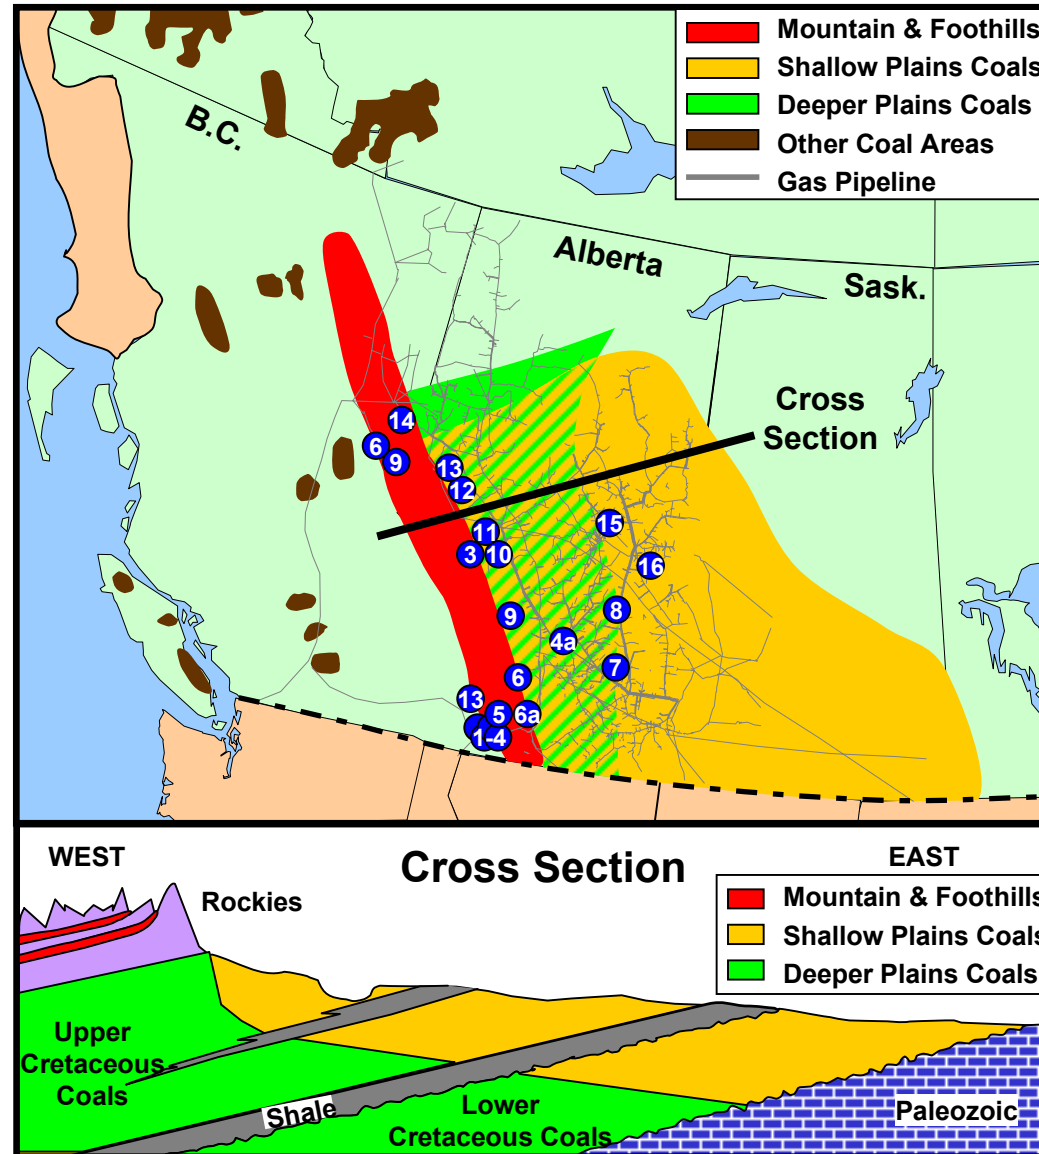 Mountain & Foothills
Shallow Plains Coals
Deeper Plains Coals
Other Coal Areas
Gas Pipeline
B.C.
Alberta
Sask.
Cross
Section
14
6
9
13
12
11
3
10
15
16
9
8
4a
7
6
13
5
6a
1-4
WEST
Cross Section
EAST
Mountain & Foothills
Shallow Plains Coals
Deeper Plains Coals
Rockies
Upper
Cretaceous
Coals
Shale
Lower
Cretaceous Coals
Paleozoic